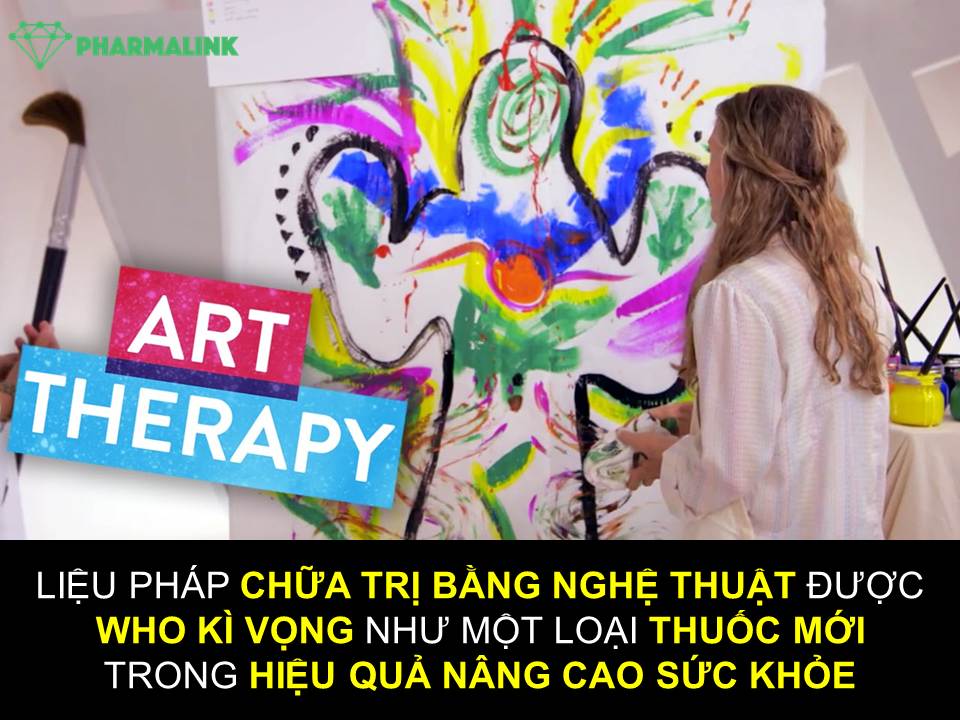 PHARMALINK
ART
THERAPY
LIỆU PHÁP CHỮA TRỊ BẰNG NGHỆ THUẬT ĐƯỢC
WHO KÌ VỌNG NHƯ MỘT LOẠI THUỐC MỚI
TRONG HIỆU QUẢ NÂNG CAO SỨC KHỎE